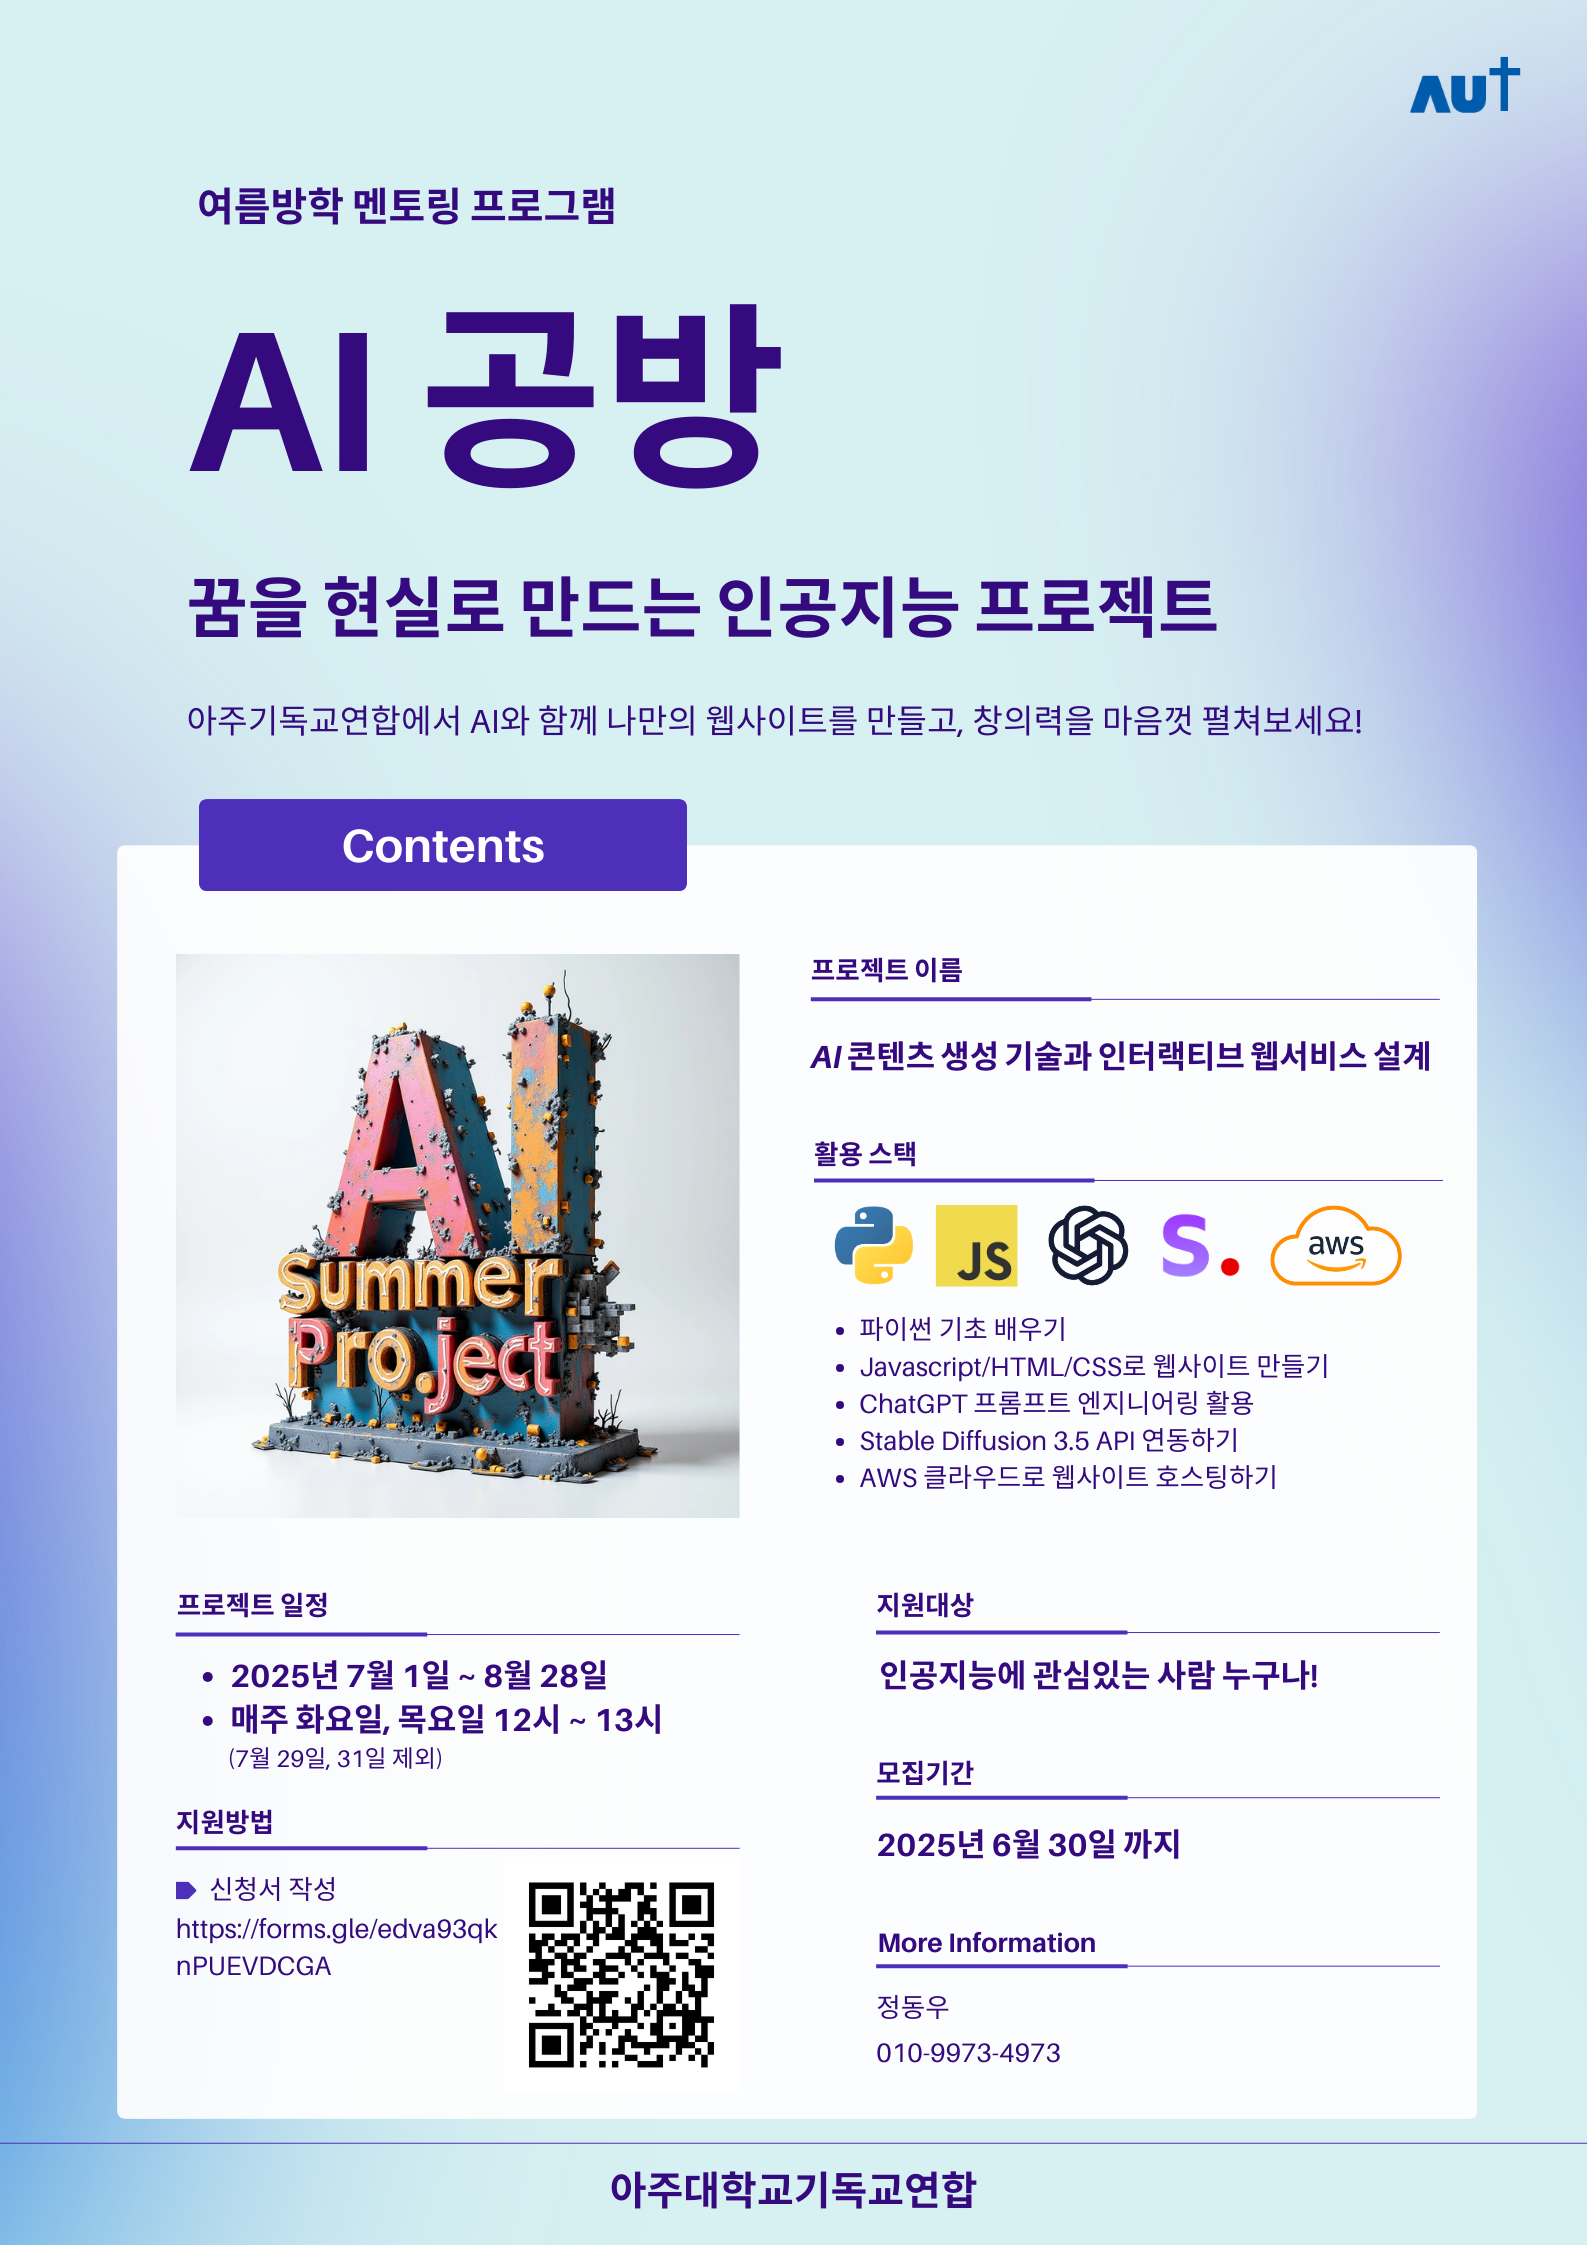 AUt
여름방학 멘토링 프로그램
AI 공방
꿈을 현실로 만드는 인공지능 프로젝트
아주기독교연합에서 AI와 함께 나만의 웹사이트를 만들고, 창의력을 마음껏 펼쳐보세요!
Contents
AI
Summer
Pro.ject
프로젝트 이름
AI 콘텐츠 생성 기술과 인터랙티브 웹서비스 설계
활용 스택
JS
S.
aws
• 파이썬 기초 배우기
• Javascript/HTML/CSS로 웹사이트 만들기
• ChatGPT 프롬프트 엔지니어링 활용
• Stable Diffusion 3.5 API 연동하기
• AWS 클라우드로 웹사이트 호스팅하기
프로젝트 일정
• 2025년 7월 1일 ~ 8월 28일
• 매주 화요일, 목요일 12시 ~ 13시
(7월 29일, 31일 제외)
지원방법
신청서 작성
https://forms.gle/edva93qk
nPUEVDCGA
지원대상
인공지능에 관심있는 사람 누구나!
모집기간
2025년 6월 30일 까지
More Information
정동우
010-9973-4973
아주대학교기독교연합